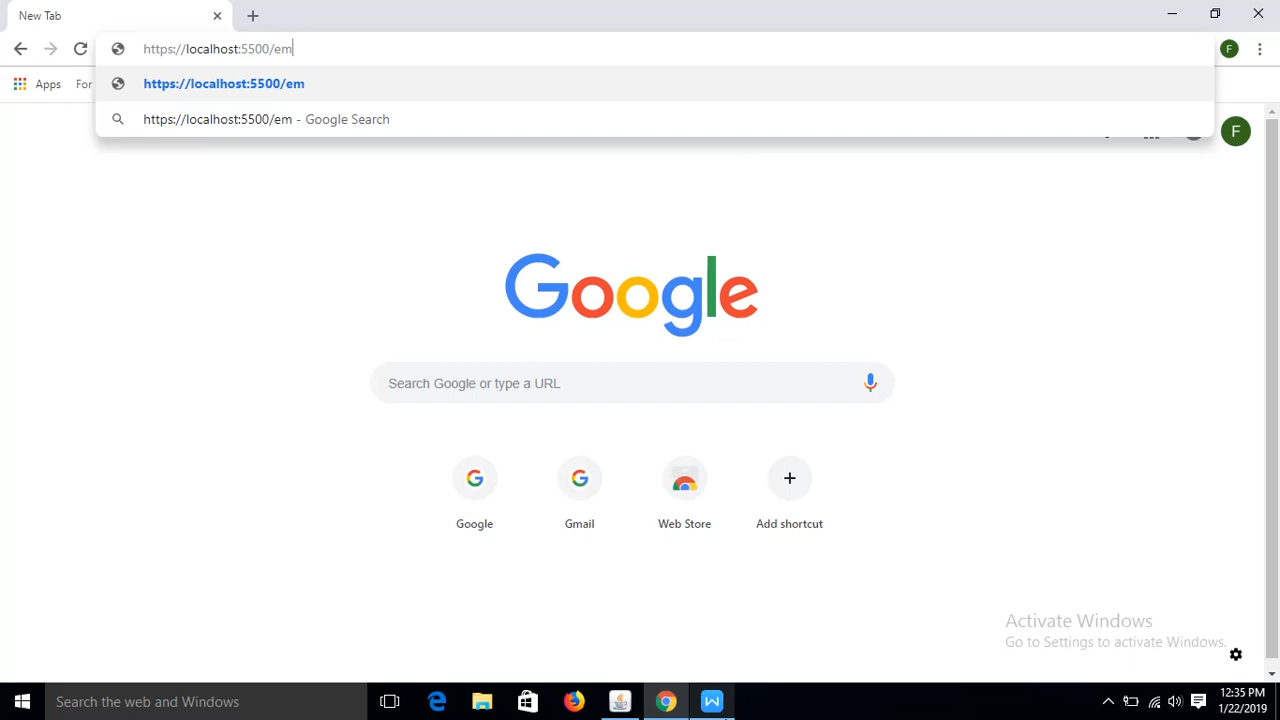 New Tab
https://localhost:5500/em
F
Apps
For
https://localhost:5500/em
https://localhost:5500/em - Google Search
F
Google
Search Google or type a URL
Google
Gmail
Web Store
Add shortcut
Activate Windows
Go to Settings to activate Windows.
Search the web and Windows
12:35 PM
1/22/2019